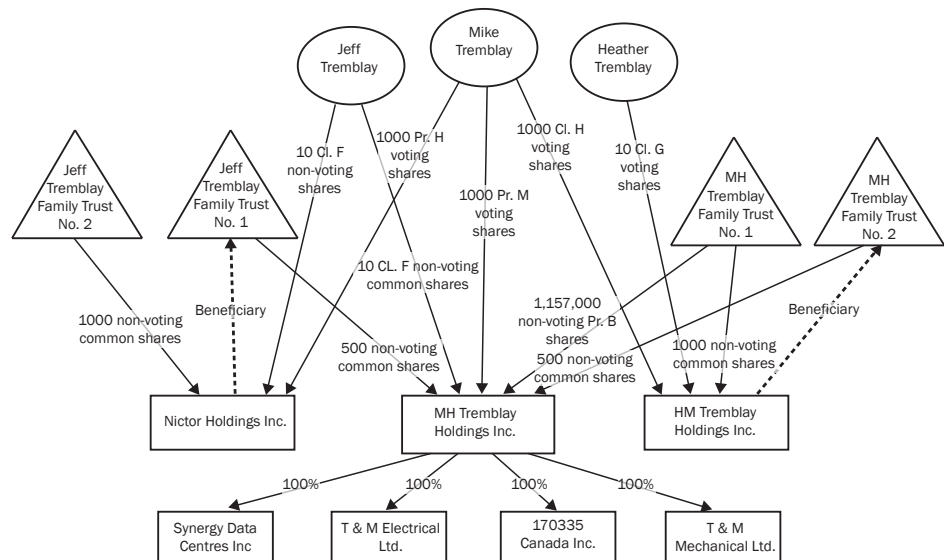 Jeff
Tremblay
Mike
Tremblay
Heather
Tremblay
Jeff
Tremblay
Family Trust
No. 2
Jeff
Tremblay
Family Trust
No. 1
10 Cl. F
non-voting
shares
1000 Pr. H
voting
shares
1000 Pr. M
voting
shares
1000 Cl. H
voting
shares
10 Cl. G
voting
shares
MH
Tremblay
Family Trust
No. 1
MH
Tremblay
Family Trust
No. 2
10 CL. F non-voting
common shares
1000 non-voting
common shares
Beneficiary
500 non-voting
common shares
1,157,000
non-voting Pr. B
shares
500 non-voting
common shares
1000 non-voting
common shares
Beneficiary
Nictor Holdings Inc.
MH Tremblay
Holdings Inc.
HM Tremblay
Holdings Inc.
100%
100%
100%
100%
Synergy Data
Centres Inc
T & M Electrical
Ltd.
170335
Canada Inc.
T & M
Mechanical Ltd.